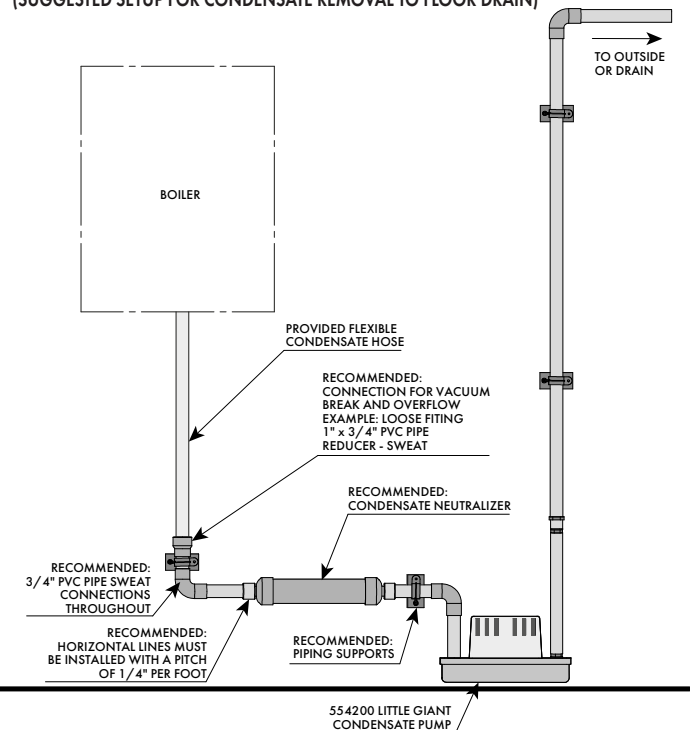 (SUGGESTED SETUP FOR CONDENSATE REMOVAL TO FLOOR DRAIN)
TO OUTSIDE
OR DRAIN
BOILER
PROVIDED FLEXIBLE
CONDENSATE HOSE
RECOMMENDED:
CONNECTION FOR VACUUM
BREAK AND OVERFLOW
EXAMPLE: LOOSE FITING
1" x 3/4" PVC PIPE
REDUCER - SWEAT
RECOMMENDED:
CONDENSATE NEUTRALIZER
RECOMMENDED:
3/4" PVC PIPE SWEAT
CONNECTIONS
THROUGHOUT
RECOMMENDED:
HORIZONTAL LINES MUST
BE INSTALLED WITH A PITCH
OF 1/4" PER FOOT
RECOMMENDED:
PIPING SUPPORTS
554200 LITTLE GIANT
CONDENSATE PUMP